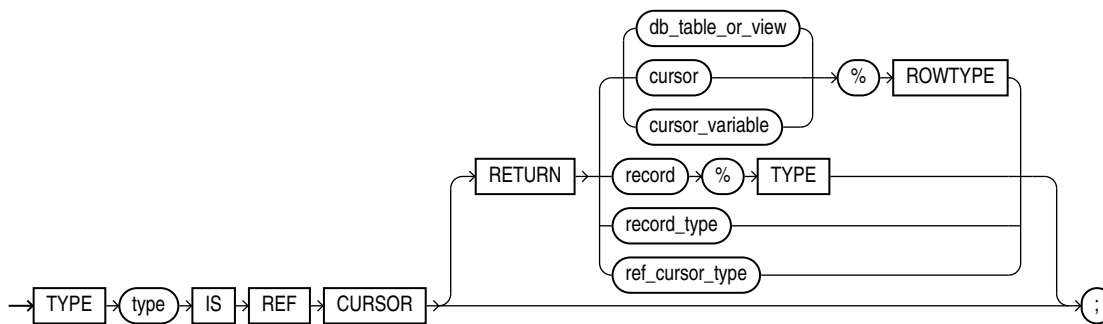 db_table_or_view
cursor % ROWTYPE
cursor_variable
RETURN record % TYPE
record_type
ref_cursor_type
TYPE type IS REF CURSOR ;